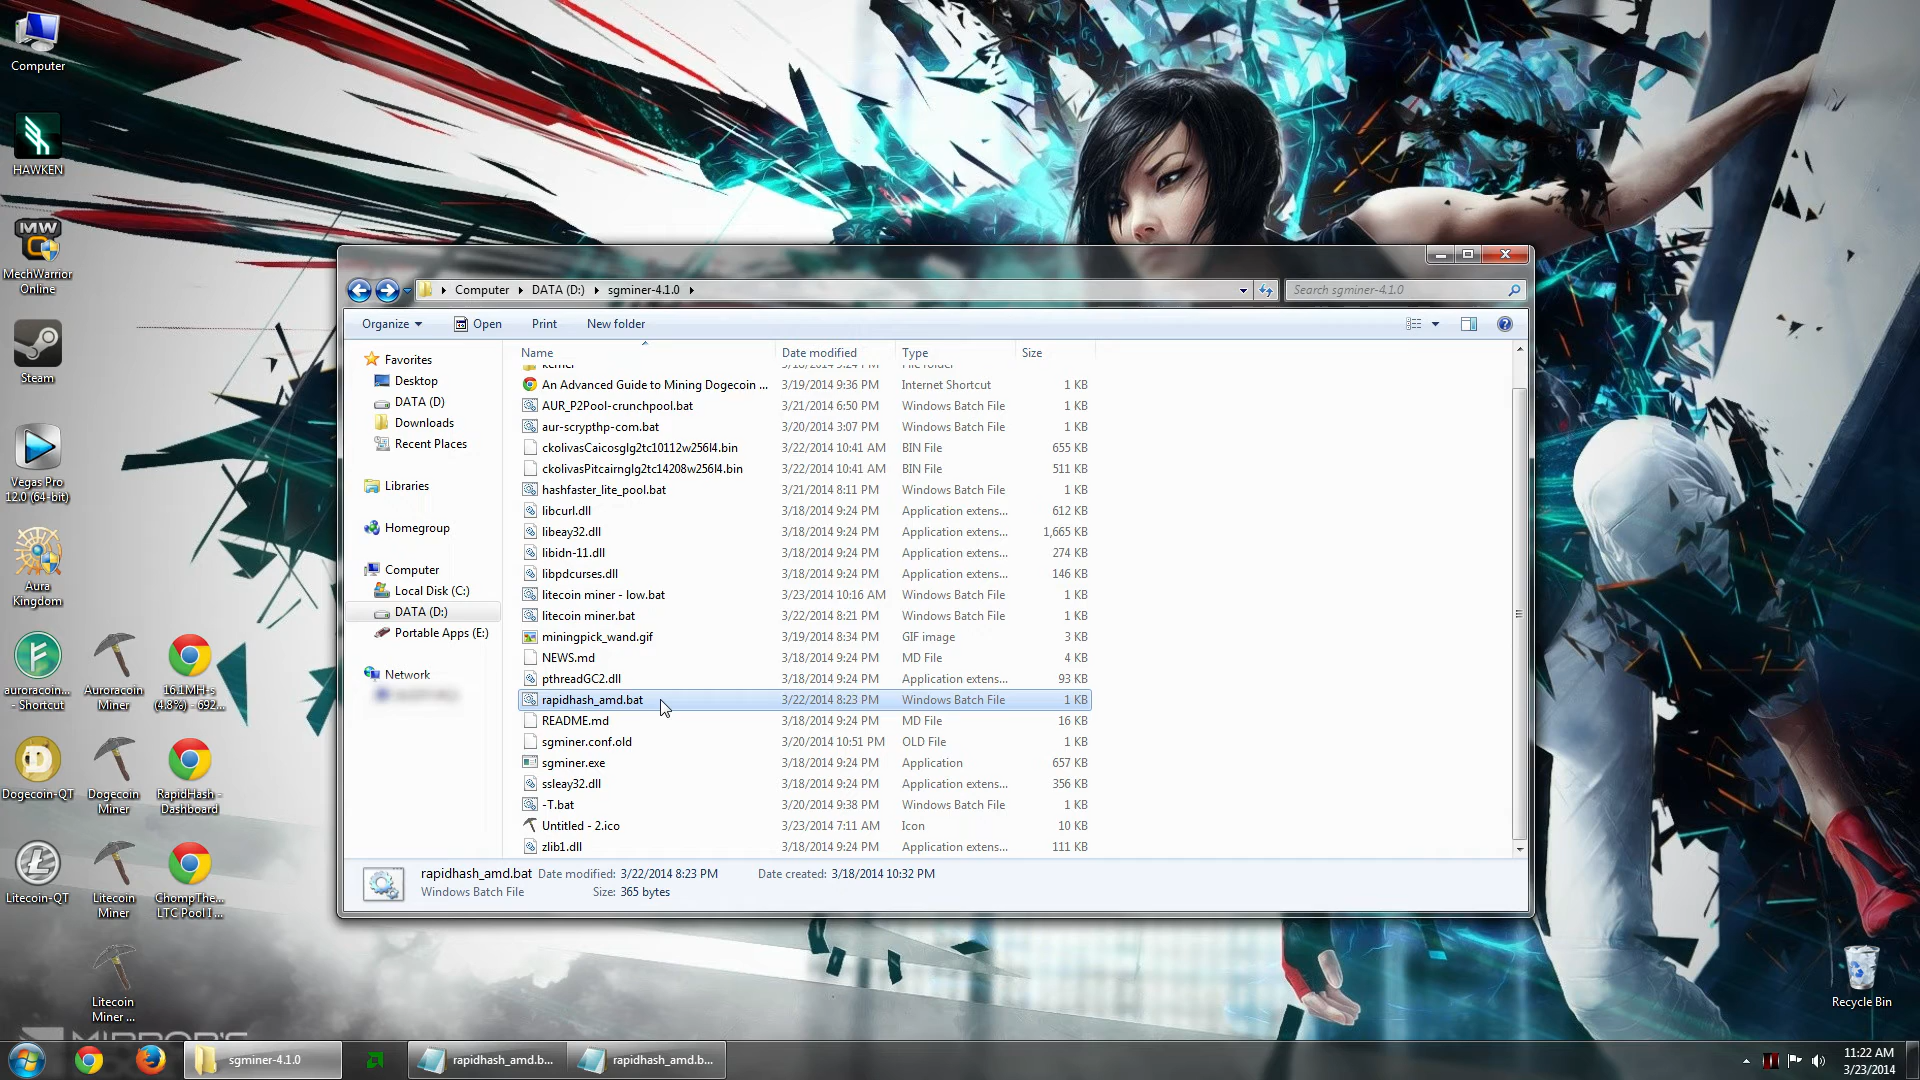 Computer
HAWKEN
MW
MechWarrior
Online
Steam
Vegas Pro
12.0 (64-bit)
Aura
Kingdom
auroracoin...
- Shortcut
Auroracoin
Miner
16.1MH-s
(4.8%) - 692...
Dogecoin-QT
Dogecoin
Miner
RapidHash -
Dashboard
Litecoin-QT
Litecoin
Miner
ChompThe...
LTC Pool I...
Litecoin
Miner ...
MIRROR'S
Recycle Bin
Computer DATA (D:) sgminer-4.1.0
Search sgminer-4.1.0
Organize Open Print New folder
Favorites
Desktop
DATA (D)
Downloads
Recent Places
Libraries
Homegroup
Computer
Local Disk (C:)
DATA (D:)
Portable Apps (E:)
Network
Name Date modified Type Size
kernel 3/18/2014 9:24 PM File folder
An Advanced Guide to Mining Dogecoin ... 3/19/2014 9:36 PM Internet Shortcut 1 KB
AUR_P2Pool-crunchpool.bat 3/21/2014 6:50 PM Windows Batch File 1 KB
aur-scrypthp-com.bat 3/20/2014 3:07 PM Windows Batch File 1 KB
ckolivasCaicosglg2tc10112w256l4.bin 3/22/2014 10:41 AM BIN File 655 KB
ckolivasPitcairnglg2tc14208w256l4.bin 3/22/2014 10:41 AM BIN File 511 KB
hashfaster_lite_pool.bat 3/21/2014 8:11 PM Windows Batch File 1 KB
libcurl.dll 3/18/2014 9:24 PM Application extens... 612 KB
libeay32.dll 3/18/2014 9:24 PM Application extens... 1,665 KB
libidn-11.dll 3/18/2014 9:24 PM Application extens... 274 KB
libpdcurses.dll 3/18/2014 9:24 PM Application extens... 146 KB
litecoin miner - low.bat 3/23/2014 10:16 AM Windows Batch File 1 KB
litecoin miner.bat 3/22/2014 8:21 PM Windows Batch File 1 KB
miningpick_wand.gif 3/19/2014 8:34 PM GIF image 3 KB
NEWS.md 3/18/2014 9:24 PM MD File 4 KB
pthreadGC2.dll 3/18/2014 9:24 PM Application extens... 93 KB
rapidhash_amd.bat 3/22/2014 8:23 PM Windows Batch File 1 KB
README.md 3/18/2014 9:24 PM MD File 16 KB
sgminer.conf.old 3/20/2014 10:51 PM OLD File 1 KB
sgminer.exe 3/18/2014 9:24 PM Application 657 KB
ssleay32.dll 3/18/2014 9:24 PM Application extens... 356 KB
-T.bat 3/20/2014 9:38 PM Windows Batch File 1 KB
Untitled - 2.ico 3/23/2014 7:11 AM Icon 10 KB
zlib1.dll 3/18/2014 9:24 PM Application extens... 111 KB
rapidhash_amd.bat Date modified: 3/22/2014 8:23 PM Date created: 3/18/2014 10:32 PM
Windows Batch File Size: 365 bytes
sgminer-4.1.0
rapidhash_amd.b...
rapidhash_amd.b...
11:22 AM
3/23/2014